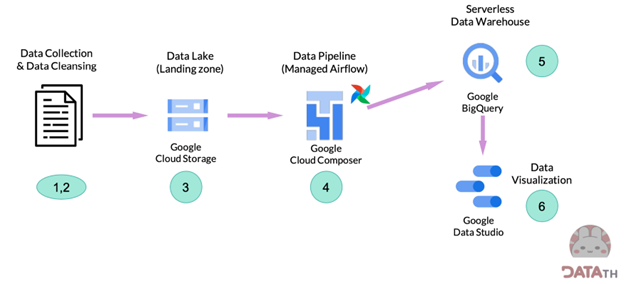 Data Collection
& Data Cleansing
1,2
Data Lake
(Landing zone)
Google
Cloud Storage
3
Data Pipeline
(Managed Airflow)
Google
Cloud Composer
4
Serverless
Data Warehouse
5
Google
BigQuery
Data
Visualization
6
Google
Data Studio
DATATH